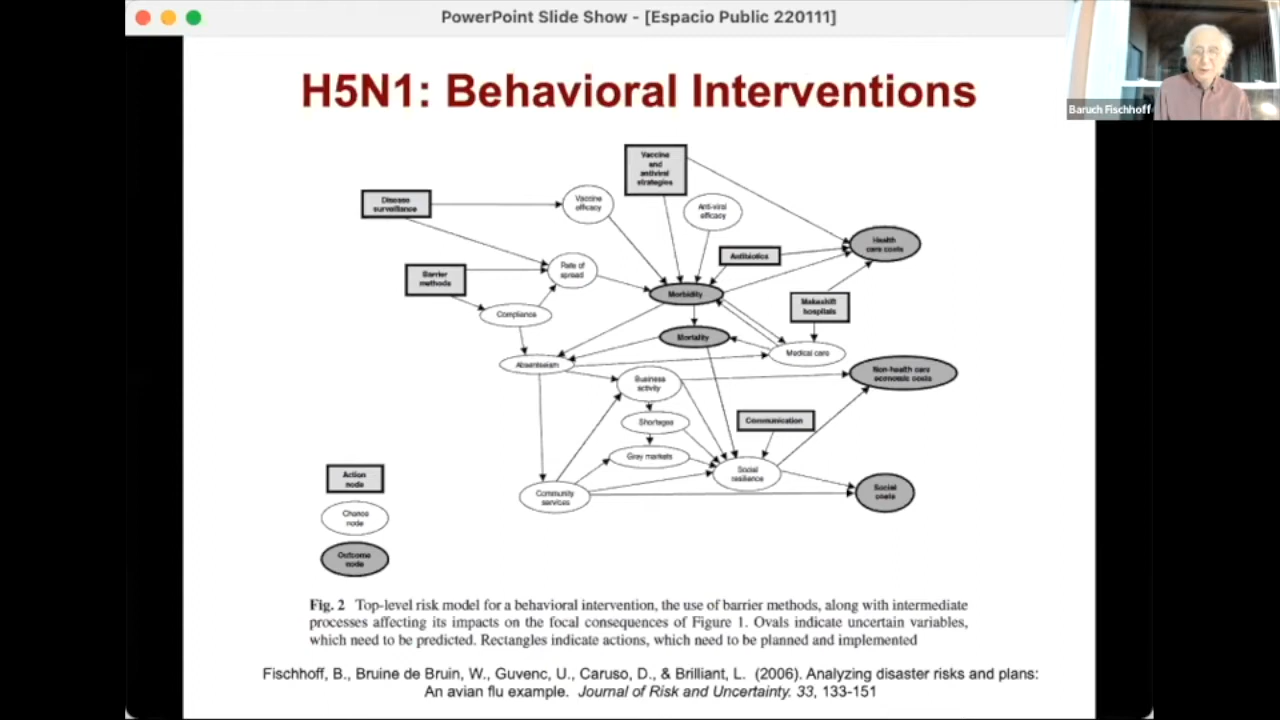 PowerPoint Slide Show - [Espacio Public 220111]
Baruch Fischhoff
H5N1: Behavioral Interventions
Vaccine
and
antiviral
strategies
Disease
surveillance
Vaccine
efficacy
Anti-viral
efficacy
Health
care costs
Antibiotics
Rate of
spread
Barrier
methods
Morbidity
Makeshift
hospitals
Compliance
Mortality
Medical care
Absenteeism
Non-health care
economic costs
Business
activity
Shortages
Communication
Gray markets
Social
resilience
Community
services
Social
costs
Action
node
Chance
node
Outcome
node
Fig. 2 Top-level risk model for a behavioral intervention, the use of barrier methods, along with intermediate
processes affecting its impacts on the focal consequences of Figure 1. Ovals indicate uncertain variables,
which need to be predicted. Rectangles indicate actions, which need to be planned and implemented
Fischhoff, B., Bruine de Bruin, W., Guvenc, U., Caruso, D., & Brilliant, L. (2006). Analyzing disaster risks and plans:
An avian flu example. Journal of Risk and Uncertainty. 33, 133-151